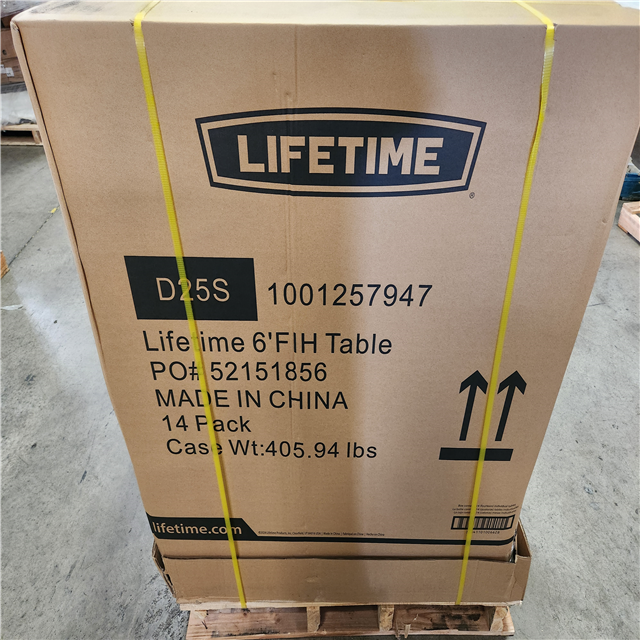 LIFETIME
®
D25S 1001257947
Lifetime 6'FIH Table
PO# 52151856
MADE IN CHINA
14 Pack
Case Wt:405.94 lbs
lifetime.com